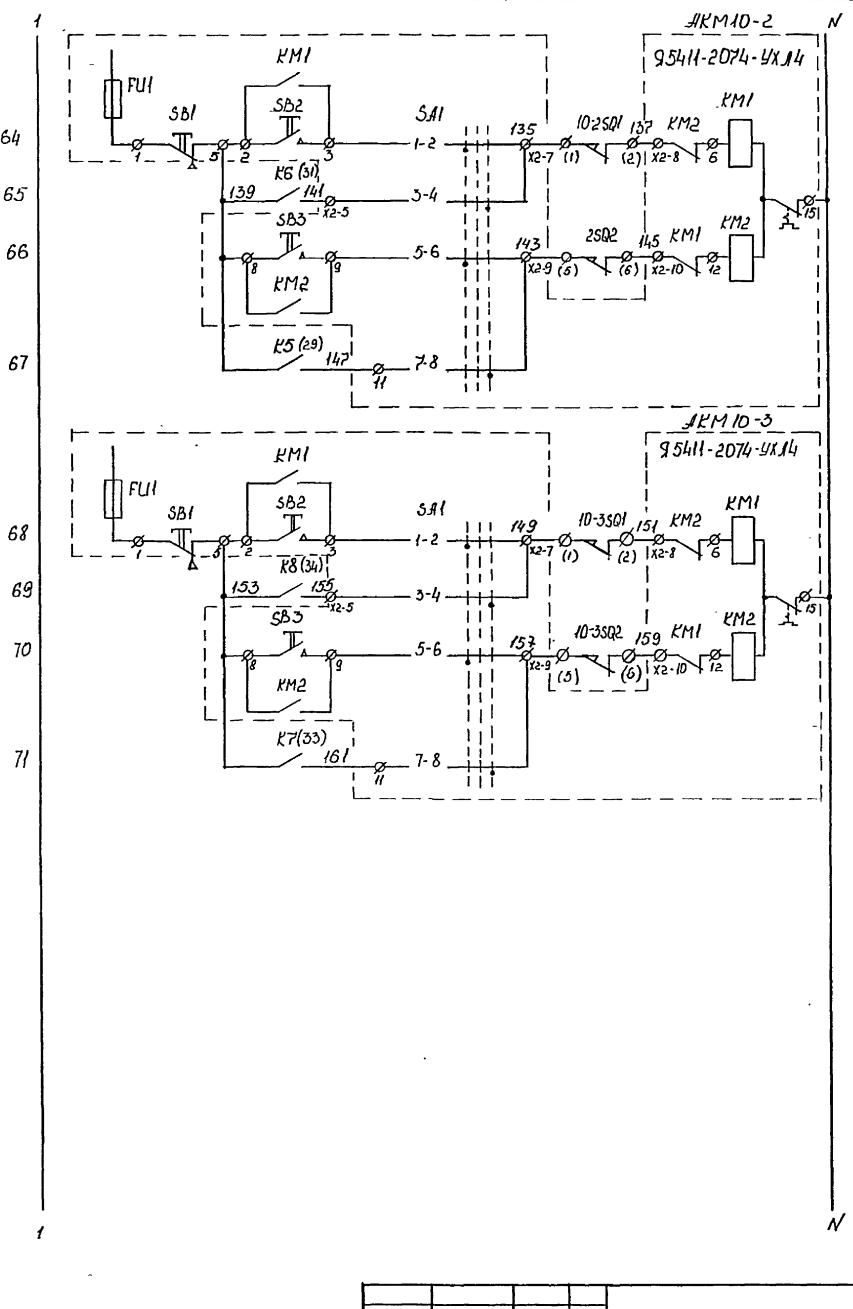 1 ЯКМ10-2 N
Я5411-2074-УХЛ4
FU1 KM1 KM1
SB1 SB2 SA1
64 1 5 2 3 1-2 135 X2-7 (1) 10-2SQ1 (2) 137 X2-8 KM2 6
65 139 K6 (31) 141 X2-5 3-4 15
66 SB3 8 9 5-6 143 X2-9 (5) 2SQ2 (6) 145 X2-10 KM1 12 KM2
KM2
67 K5 (29) 147 11 7-8
ЯКМ10-3
Я5411-2074-УХЛ4
FU1 KM1 KM1
SB1 SB2 SA1
68 1 5 2 3 1-2 149 X2-7 (1) 10-3SQ1 (2) 151 X2-8 KM2 6
69 153 K8 (34) 155 X2-5 3-4 15
70 SB3 8 9 5-6 157 X2-9 (5) 10-3SQ2 (6) 159 X2-10 KM1 12 KM2
KM2
71 K7 (33) 161 11 7-8
1 N